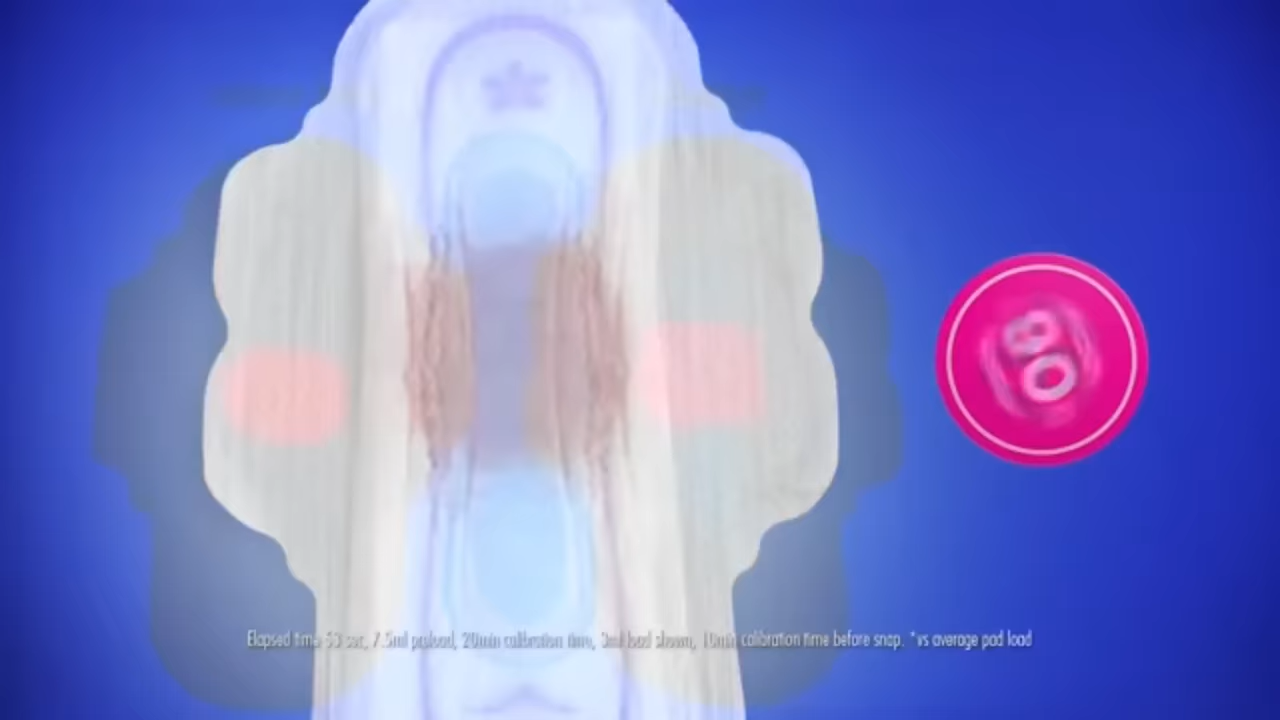 Elapsed time 53 sec, 7.5ml preload, 20min calibration time, 3ml load shown, 10min calibration time before snap. *vs average pad load